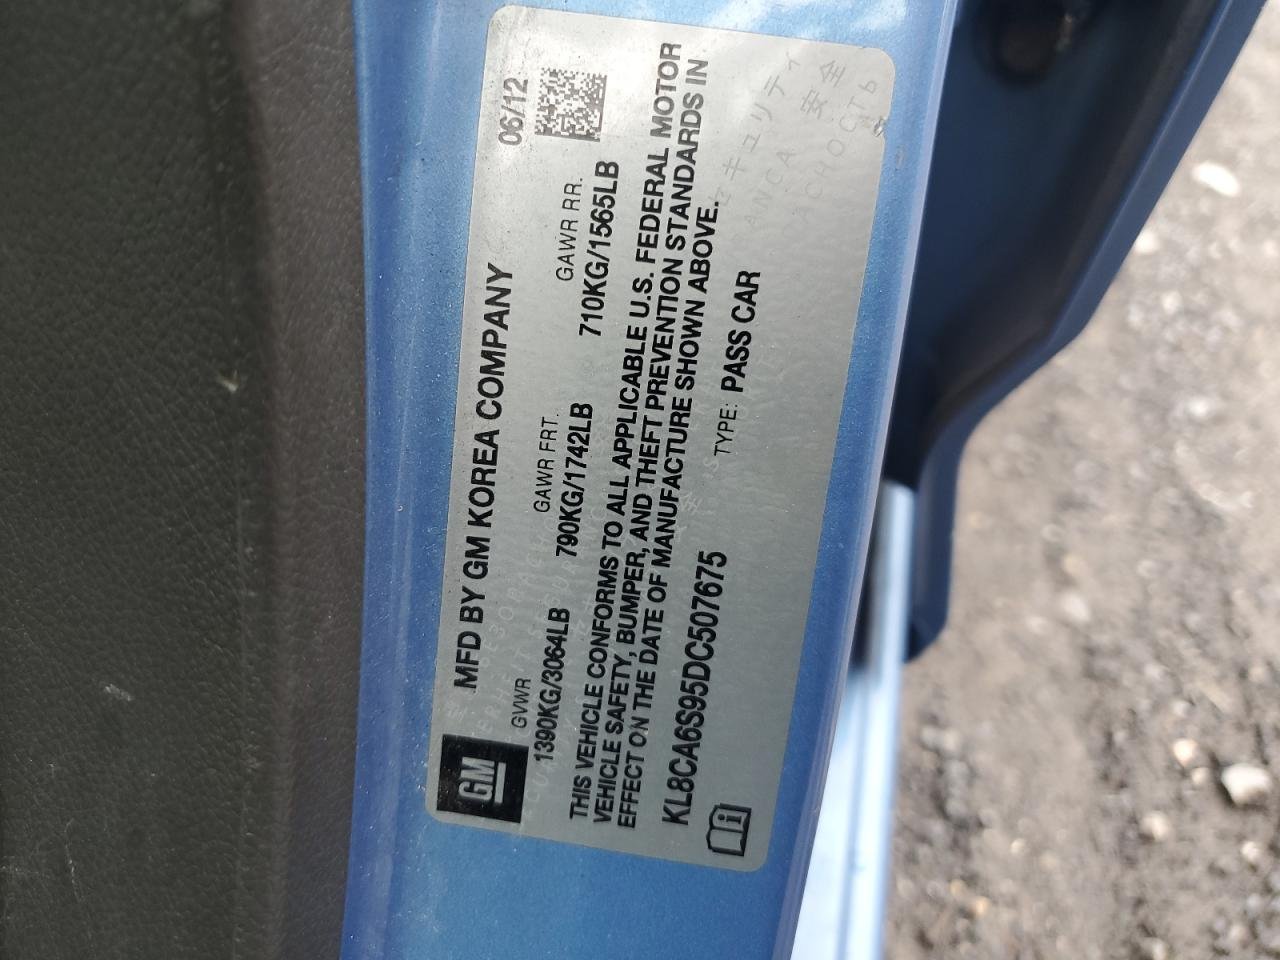 MFD BY GM KOREA COMPANY 06/12
GM
GVWR GAWR FRT. GAWR RR.
1390KG/3064LB 790KG/1742LB 710KG/1565LB
THIS VEHICLE CONFORMS TO ALL APPLICABLE U.S. FEDERAL MOTOR
VEHICLE SAFETY, BUMPER, AND THEFT PREVENTION STANDARDS IN
EFFECT ON THE DATE OF MANUFACTURE SHOWN ABOVE.
KL8CA6S95DC507675 TYPE: PASS CAR